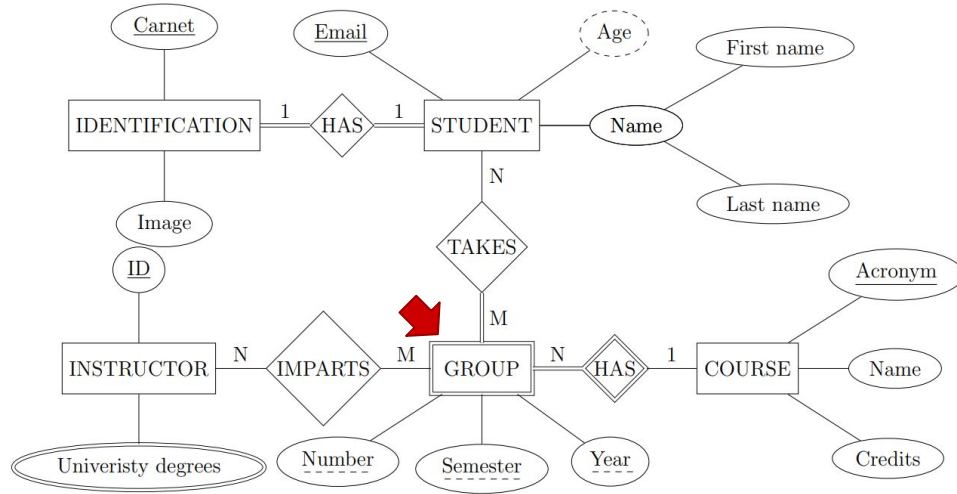 Carnet
Email
Age
First name
IDENTIFICATION 1 HAS 1 STUDENT
Name
Image
N
Last name
ID
TAKES
Acronym
M
INSTRUCTOR N IMPARTS M GROUP N HAS 1 COURSE
Name
Univeristy degrees
Number
Semester
Year
Credits